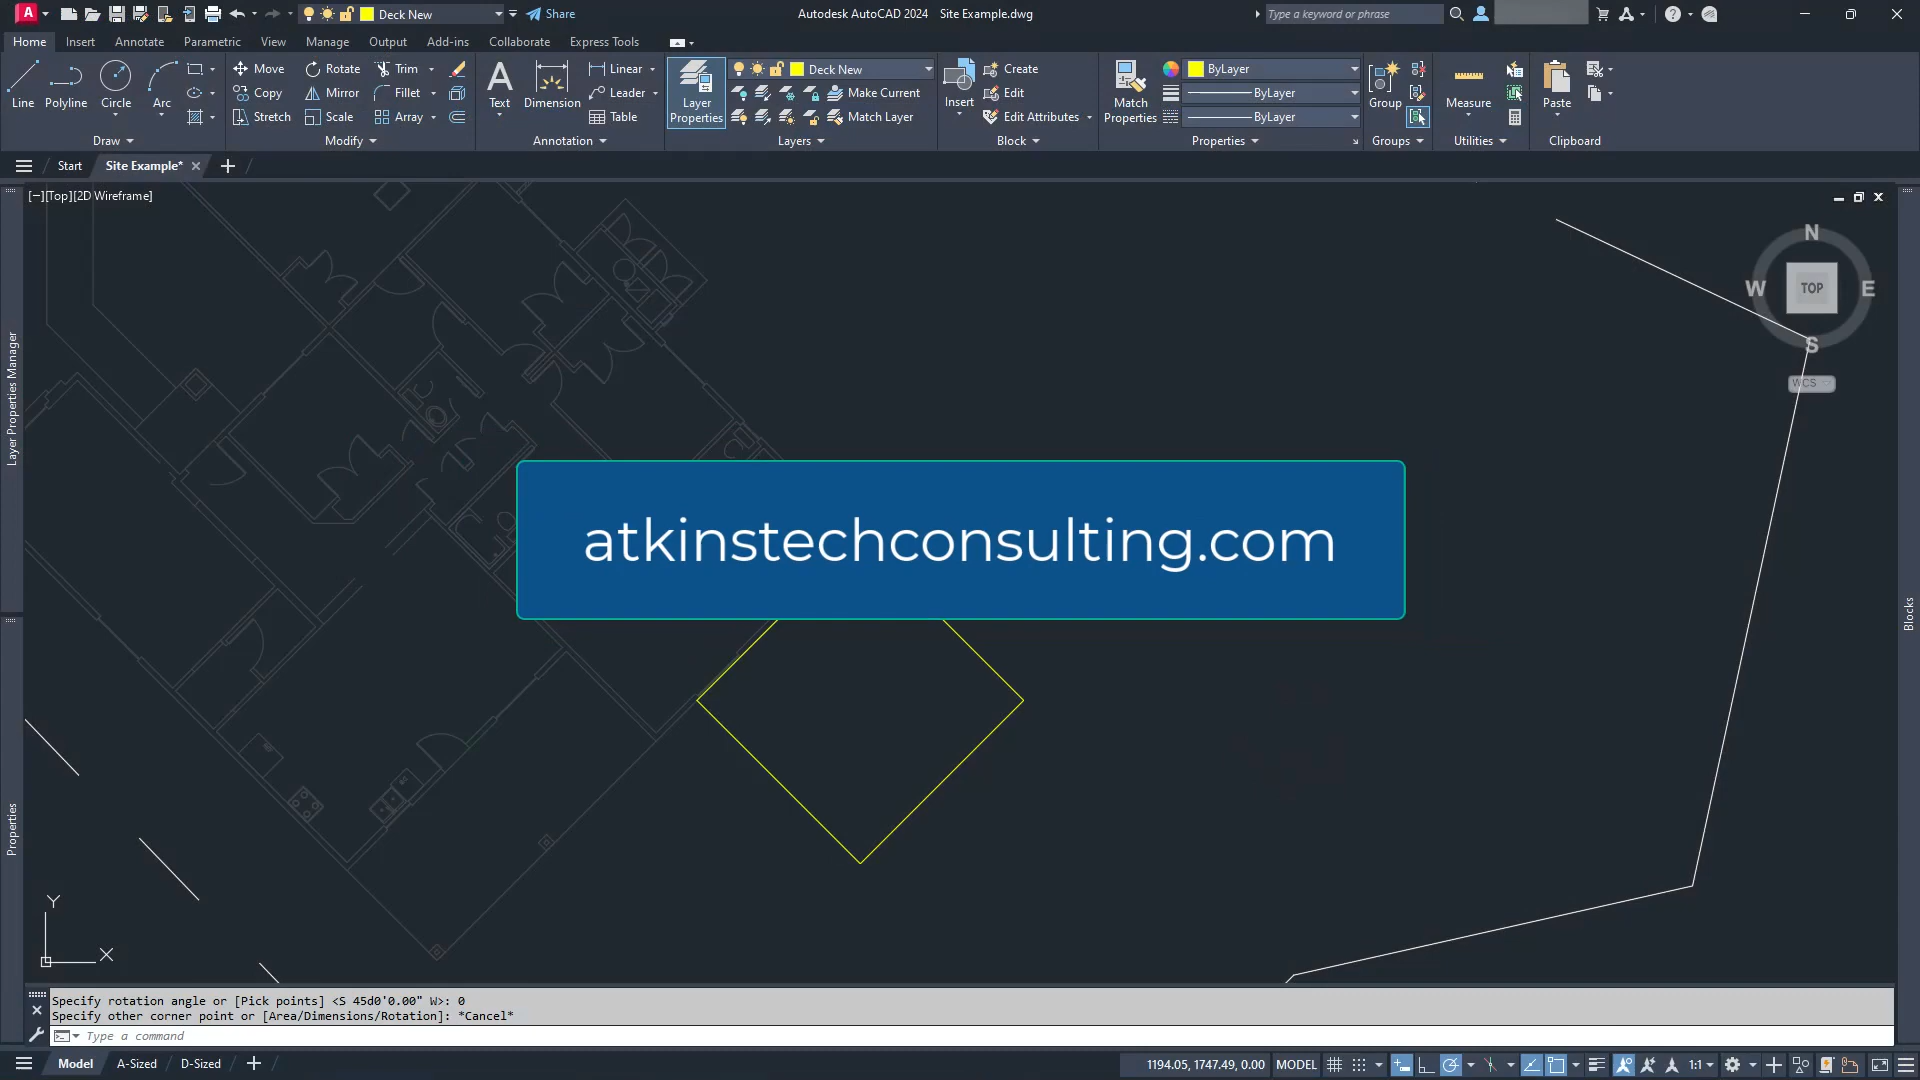 Deck New
Share
Autodesk AutoCAD 2024 Site Example.dwg
Type a keyword or phrase
Home Insert Annotate Parametric View Manage Output Add-ins Collaborate Express Tools
Line Polyline Circle Arc
Move Rotate Trim
Copy Mirror Fillet
Stretch Scale Array
Text Dimension
Linear
Leader
Table
Layer Properties
Deck New
Make Current
Match Layer
Insert
Create
Edit
Edit Attributes
Match Properties
ByLayer
ByLayer
ByLayer
Group
Measure
Paste
Draw Modify Annotation Layers Block Properties Groups Utilities Clipboard
Start Site Example*
[−][Top][2D Wireframe]
N
W TOP E
S
WCS
Layer Properties Manager
Properties
Blocks
atkinstechconsulting.com
Y
X
Specify rotation angle or [Pick points] <S 45d0'0.00" W>: 0
Specify other corner point or [Area/Dimensions/Rotation]: *Cancel*
Type a command
Model A-Sized D-Sized
1194.05, 1747.49, 0.00 MODEL 1:1